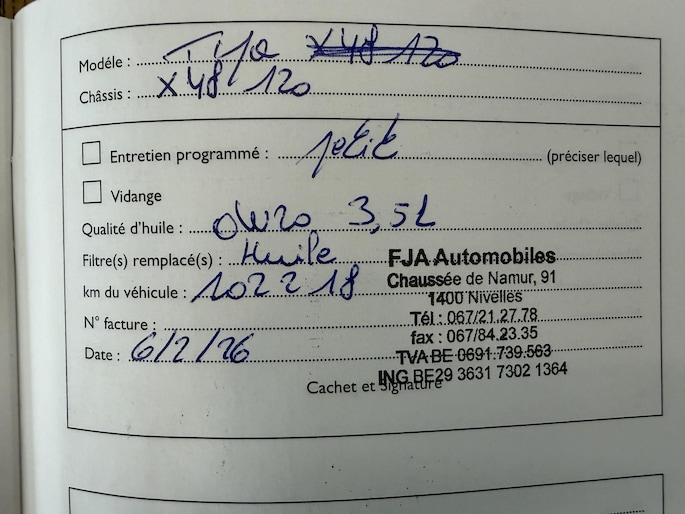 Modéle : Tipo X48 120
Châssis : X48 120
Entretien programmé : petit (préciser lequel)
Vidange
Qualité d'huile : 0W20 3,5L
Filtre(s) remplacé(s) : Huile
FJA Automobiles
Chaussée de Namur, 91
km du véhicule : 102218
1400 Nivelles
N° facture :
Tél : 067/21.27.78
fax : 067/84.23.35
Date : 6/2/26
TVA BE 0691.739.563
ING BE29 3631 7302 1364
Cachet et Signature